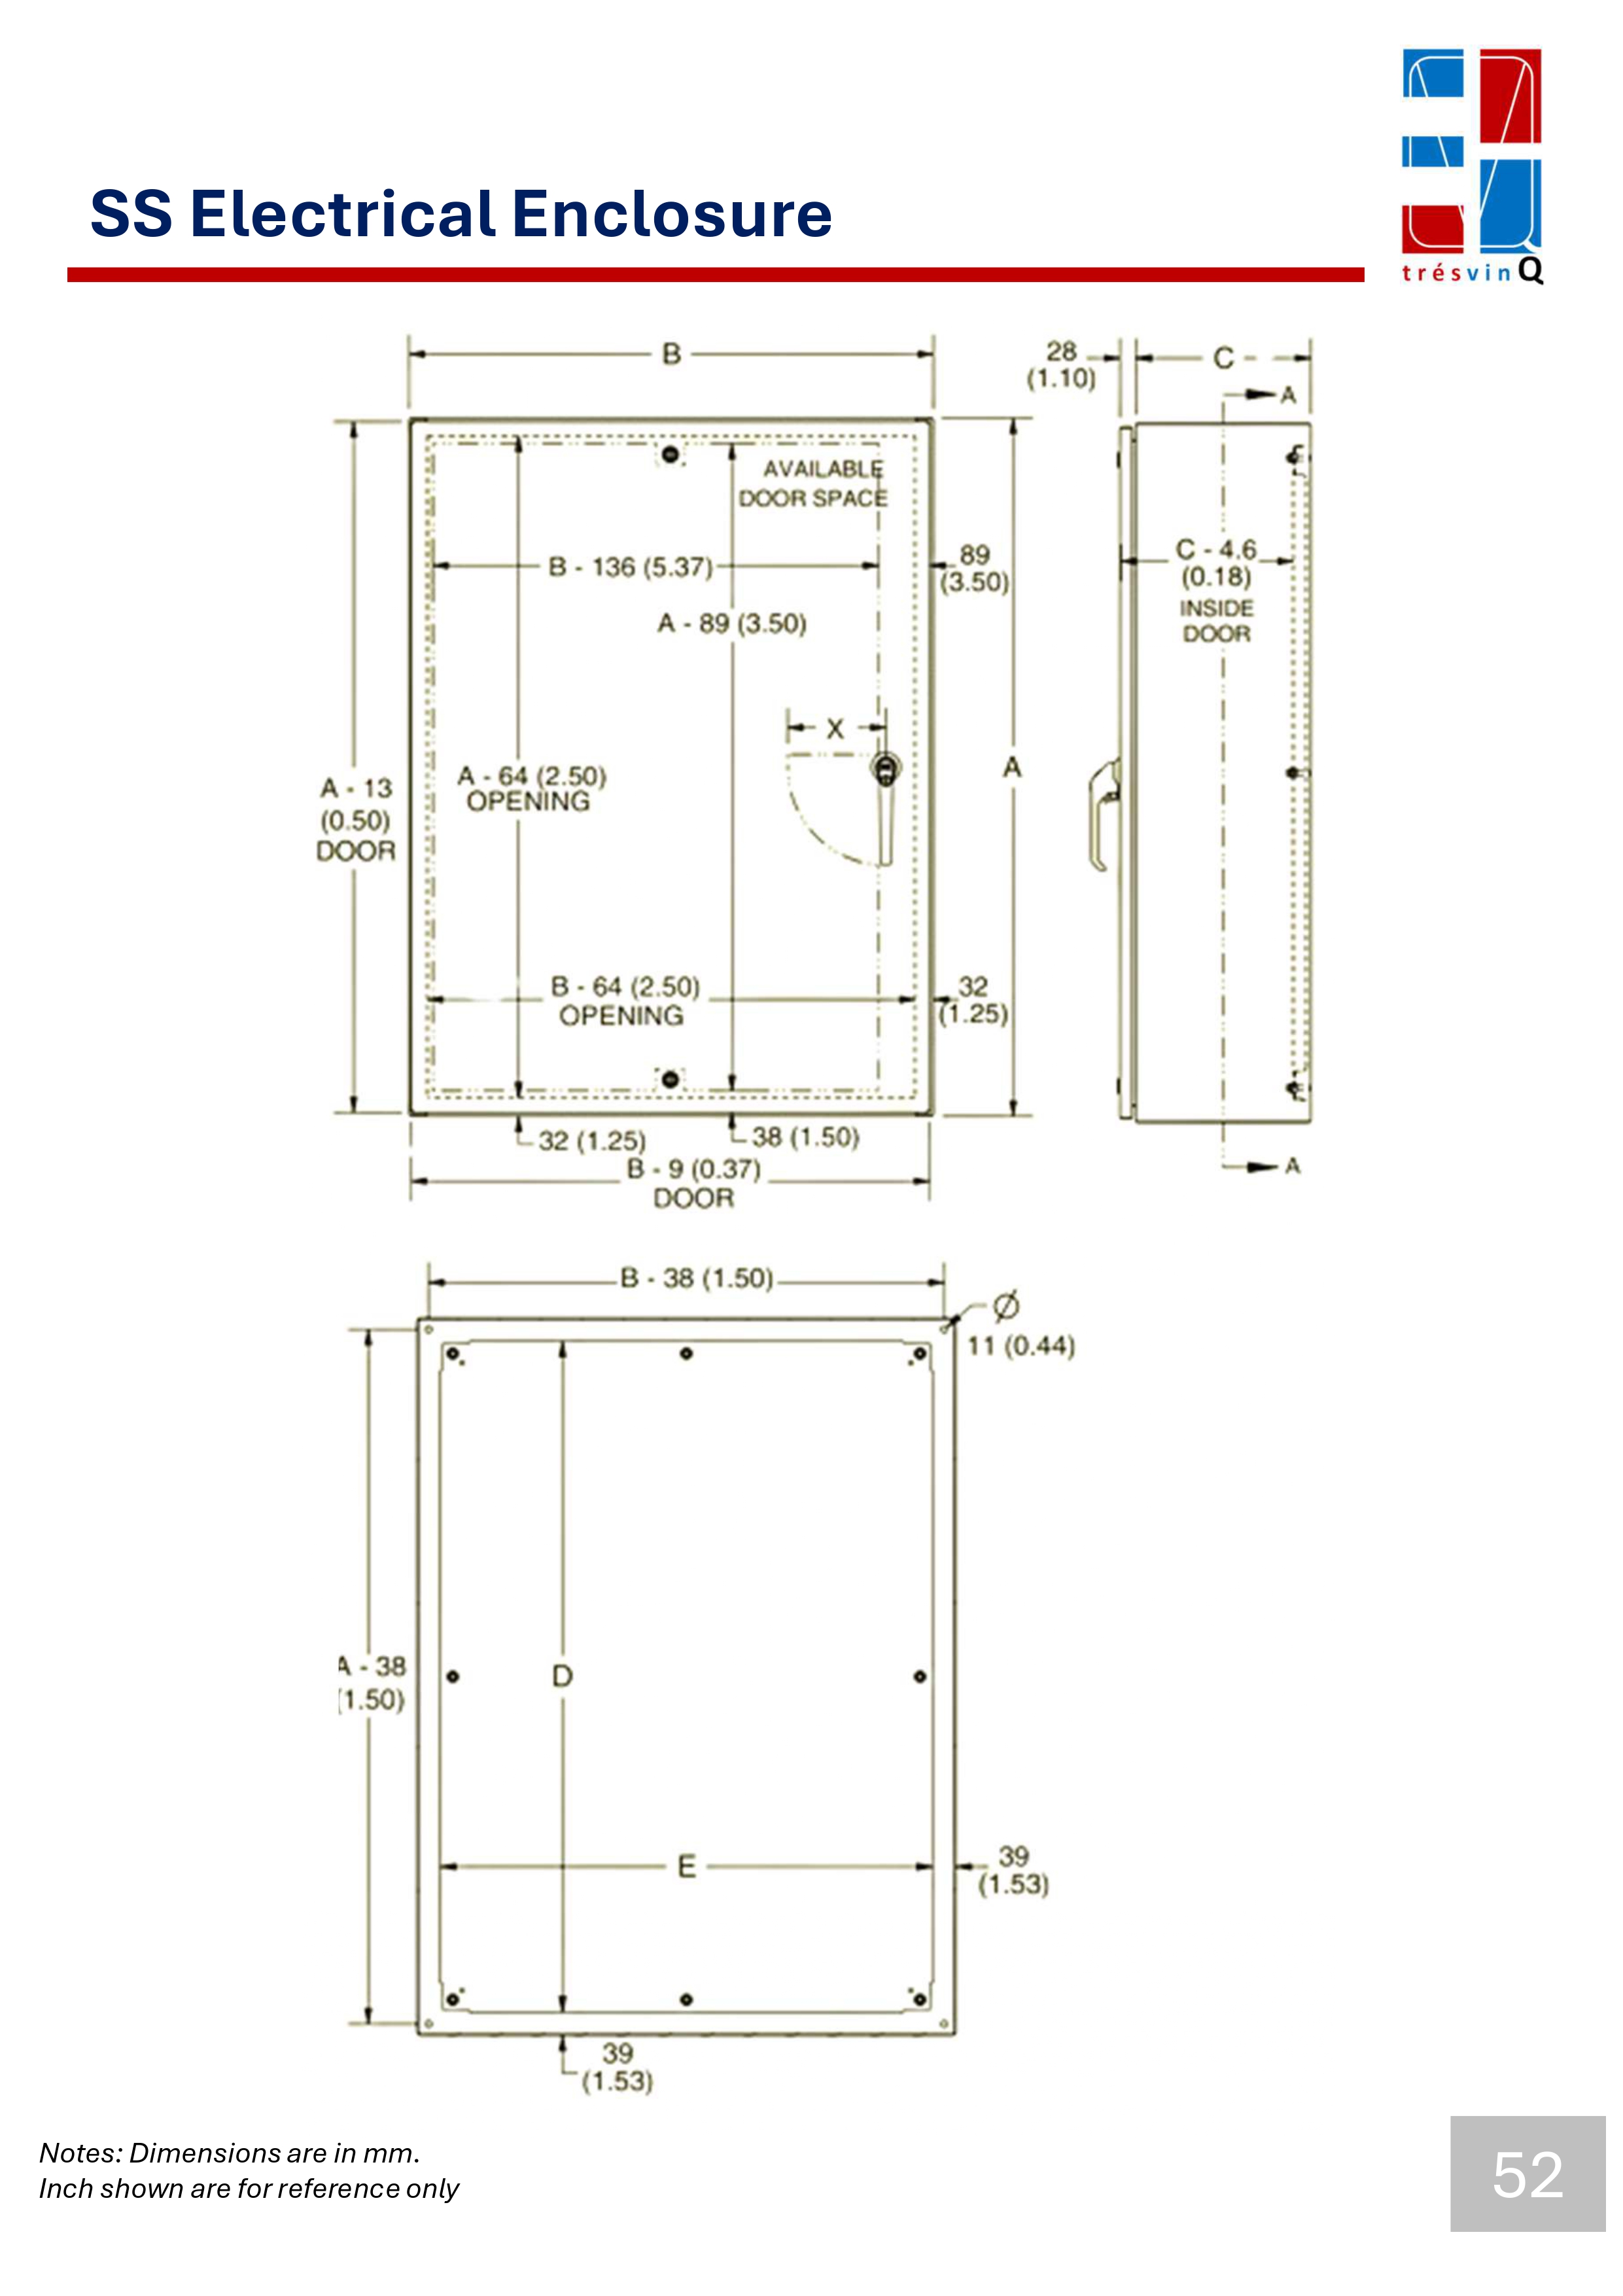 SS Electrical Enclosure
trésvinQ
B
28
(1.10)
C -
A
AVAILABLE
DOOR SPACE
B - 136 (5.37)
89
(3.50)
C - 4.6
(0.18)
INSIDE
DOOR
A - 89 (3.50)
X
A
A - 64 (2.50)
OPENING
A - 13
(0.50)
DOOR
B - 64 (2.50)
OPENING
32
(1.25)
32 (1.25)
38 (1.50)
B - 9 (0.37)
DOOR
A
B - 38 (1.50)
Ø
11 (0.44)
A - 38
(1.50)
D
E
39
(1.53)
39
(1.53)
Notes: Dimensions are in mm.
Inch shown are for reference only
52